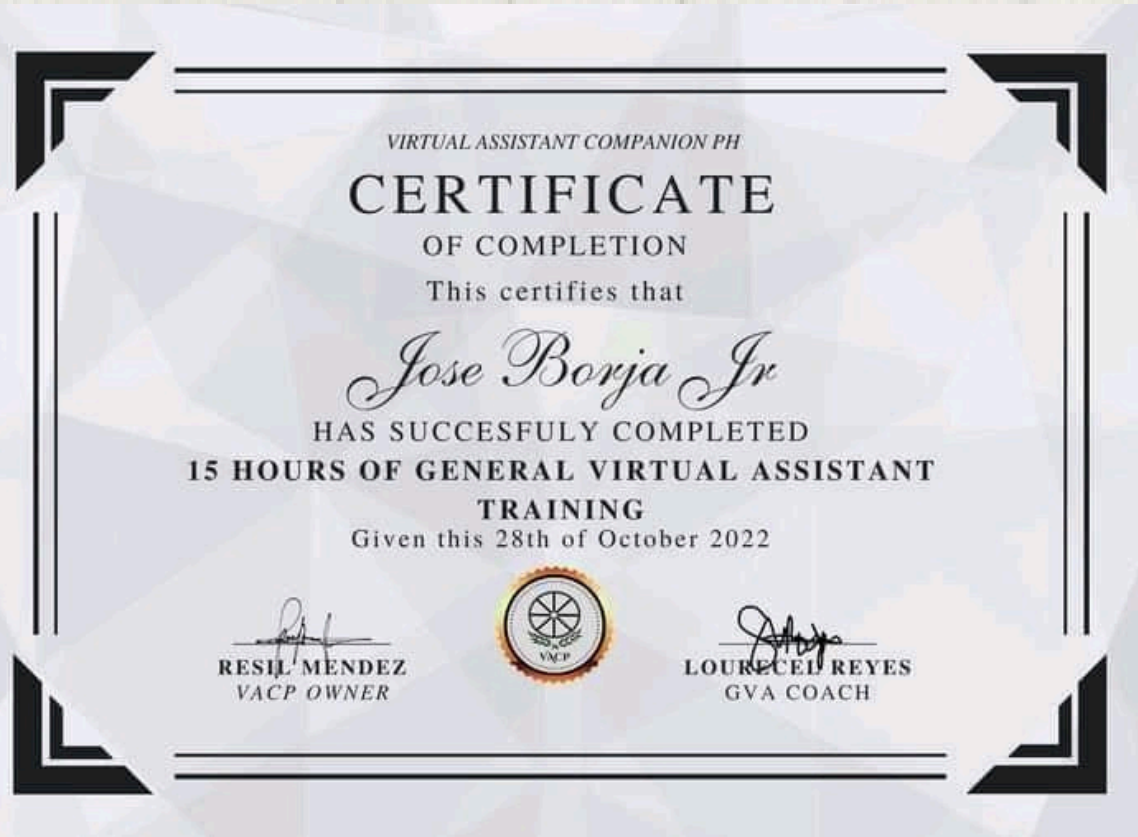 VIRTUAL ASSISTANT COMPANION PH
CERTIFICATE
OF COMPLETION
This certifies that
Jose Borja Jr
HAS SUCCESFULY COMPLETED
15 HOURS OF GENERAL VIRTUAL ASSISTANT
TRAINING
Given this 28th of October 2022
VACP
RESIL MENDEZ
VACP OWNER
LOURECEL REYES
GVA COACH